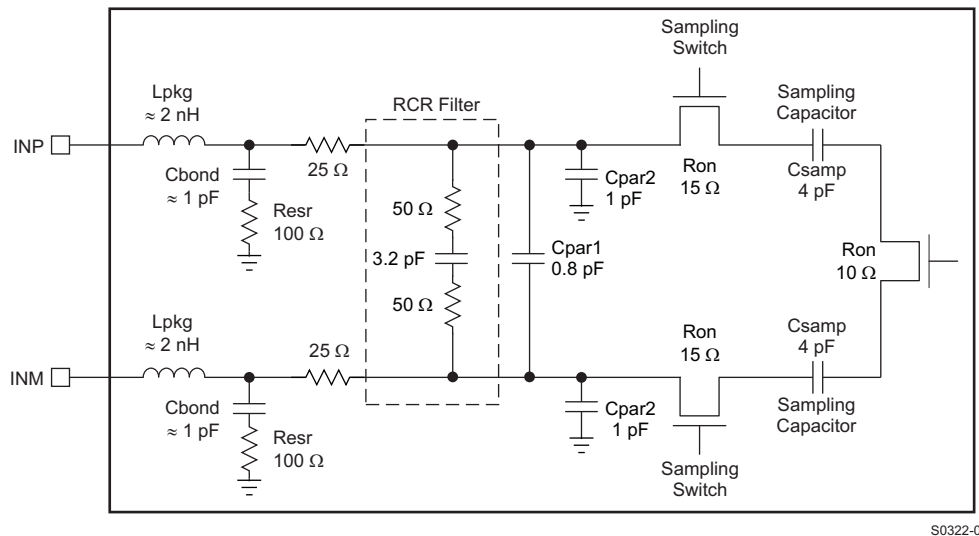 Sampling
Switch
Lpkg
≈ 2 nH
RCR Filter
Sampling
Capacitor
INP
Cbond
≈ 1 pF
25 Ω
Resr
100 Ω
50 Ω
3.2 pF
50 Ω
Cpar2
1 pF
Ron
15 Ω
Csamp
4 pF
Cpar1
0.8 pF
Ron
10 Ω
Lpkg
≈ 2 nH
25 Ω
Ron
15 Ω
Csamp
4 pF
INM
Cbond
≈ 1 pF
Resr
100 Ω
Cpar2
1 pF
Sampling
Capacitor
Sampling
Switch